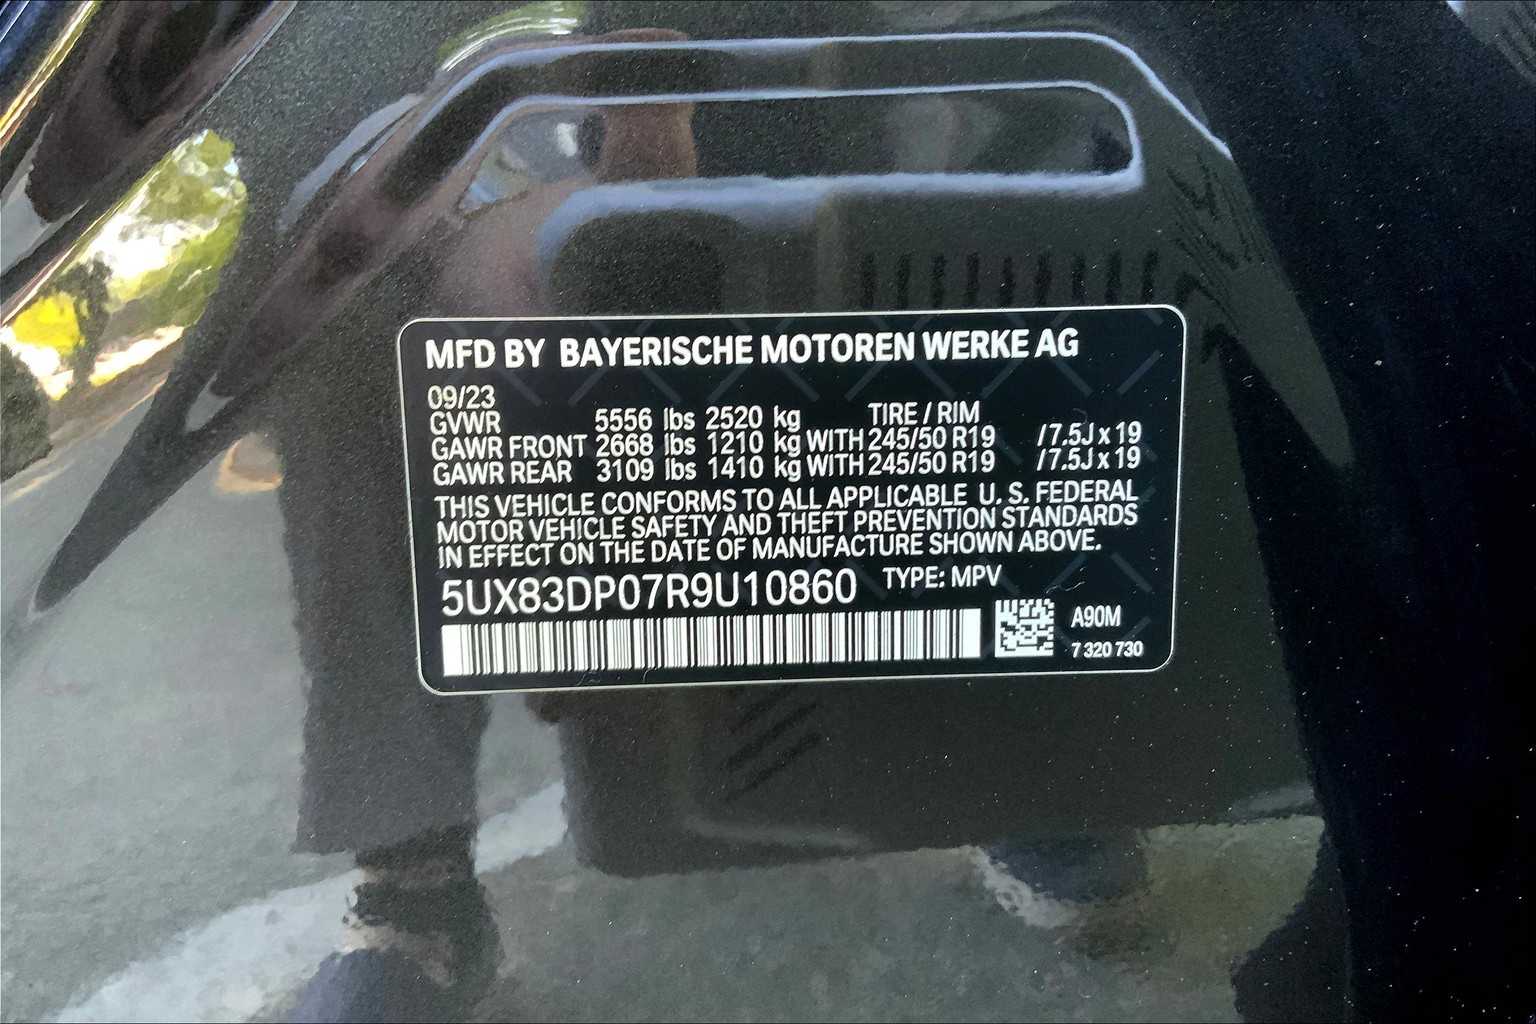 MFD BY BAYERISCHE MOTOREN WERKE AG
09/23
GVWR 5556 lbs 2520 kg TIRE / RIM
GAWR FRONT 2668 lbs 1210 kg WITH 245/50 R19 /7.5J x 19
GAWR REAR 3109 lbs 1410 kg WITH 245/50 R19 /7.5J x 19
THIS VEHICLE CONFORMS TO ALL APPLICABLE U. S. FEDERAL
MOTOR VEHICLE SAFETY AND THEFT PREVENTION STANDARDS
IN EFFECT ON THE DATE OF MANUFACTURE SHOWN ABOVE.
5UX83DP07R9U10860 TYPE: MPV
A90M
7 320 730